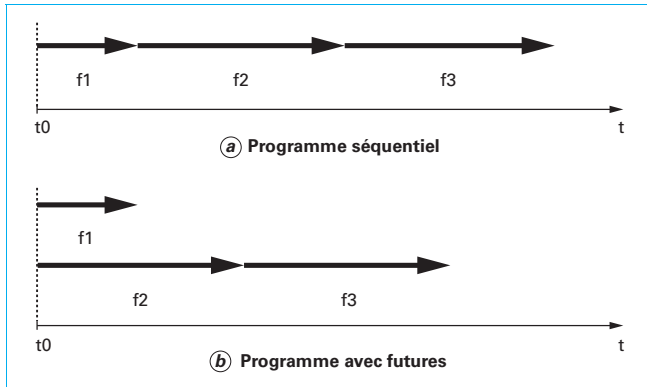 f1 f2 f3
t0 t
a Programme séquentiel
f1
f2 f3
t0 t
b Programme avec futures